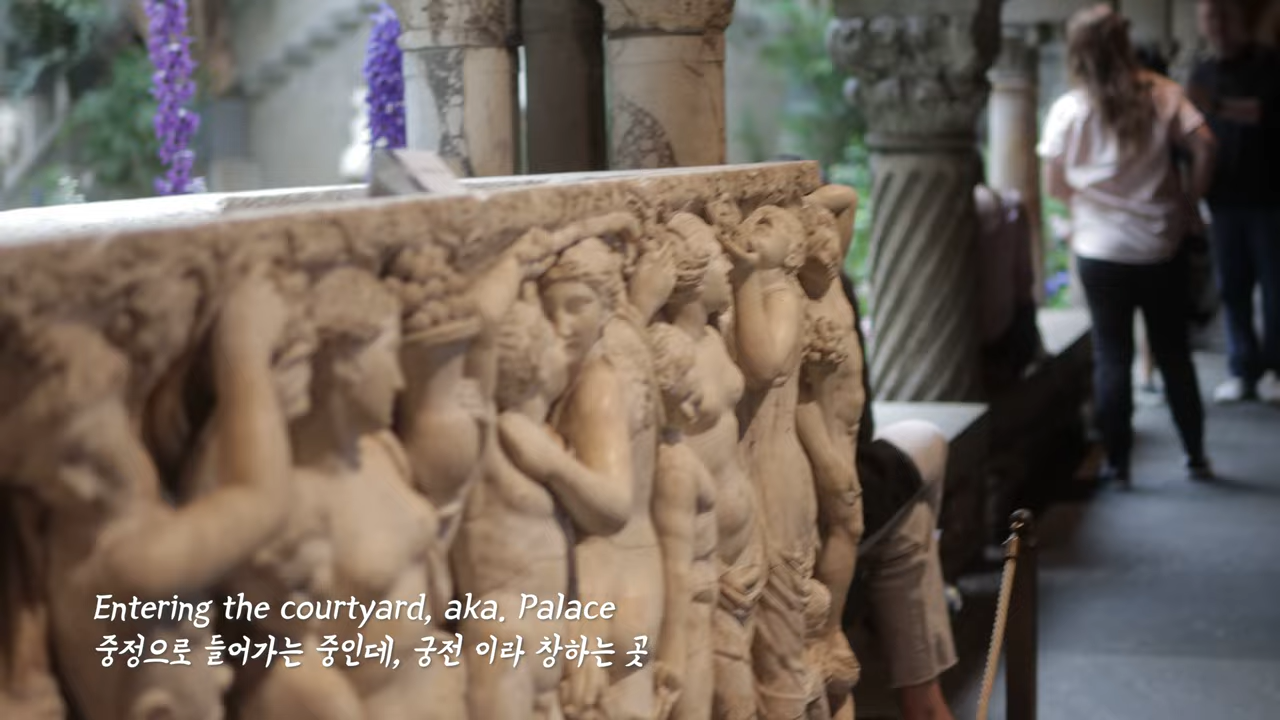 Entering the courtyard, aka. Palace
중정으로 들어가는 중인데, 궁전 이라 창하는 곳